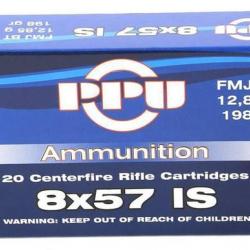 FMJ BT
12,85 g
198 gr
8x57 IS
PPU
FMJ
12,8
198
Ammunition
20 Centerfire Rifle Cartridges
8x57 IS
WARNING: KEEP OUT OF REACH OF CHILDREN